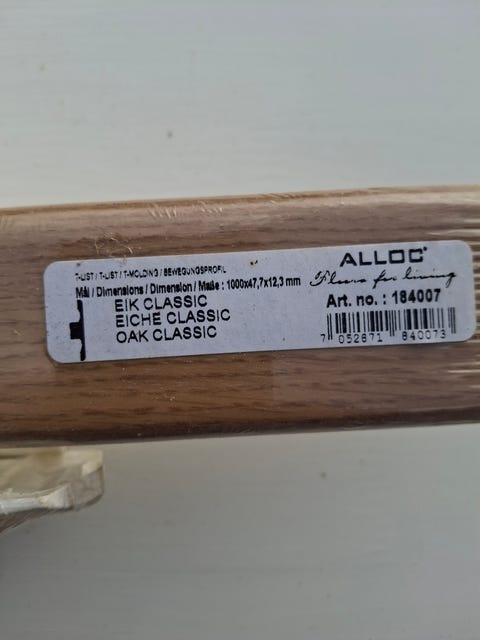 T-LIST / T-LIST / T-MOLDING / BEWEGUNGSPROFIL
Mål / Dimensions / Dimension / Maße : 1000x47,7x12,3 mm
EIK CLASSIC
EICHE CLASSIC
OAK CLASSIC
ALLOC®
Floors for living
Art. no. : 184007
7 052871 840073